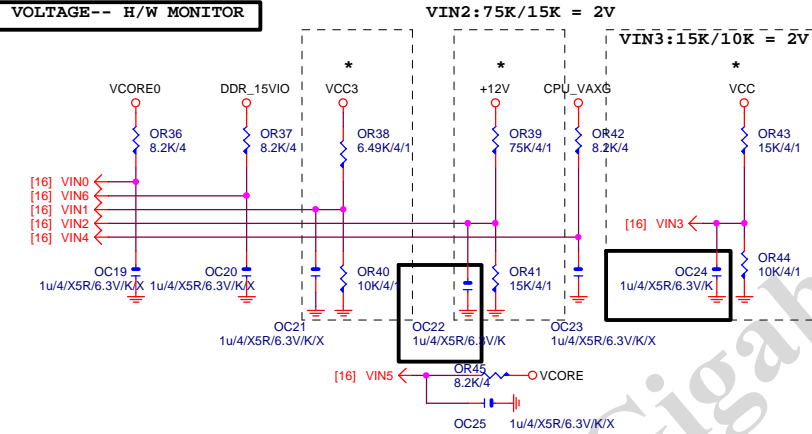 VOLTAGE-- H/W MONITOR
VIN2:75K/15K = 2V
VIN3:15K/10K = 2V
*
*
*
VCORE0
DDR_15VIO
VCC3
+12V
CPU_VAXG
VCC
OR36
8.2K/4
OR37
8.2K/4
OR38
6.49K/4/1
OR39
75K/4/1
OR42
8.2K/4
OR43
15K/4/1
[16] VIN0
[16] VIN6
[16] VIN1
[16] VIN2
[16] VIN4
[16] VIN3
OC19
1u/4/X5R/6.3V/K/X
OC20
1u/4/X5R/6.3V/K/X
OR40
10K/4/1
OR41
15K/4/1
OC24
1u/4/X5R/6.3V/K
OR44
10K/4/1
OC21
1u/4/X5R/6.3V/K/X
OC22
1u/4/X5R/6.3V/K
OC23
1u/4/X5R/6.3V/K/X
[16] VIN5
OR45
8.2K/4
VCORE
OC25
1u/4/X5R/6.3V/K/X
Gigab